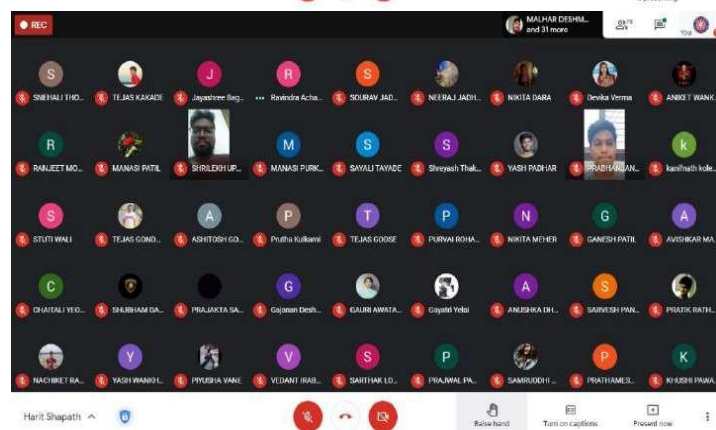 REC
MALHAR DESHM...
and 31 more
You
SNEHALI THO...
TEJAS KAKADE
Jayashree Bag...
Ravindra Acha...
SOURAV JAD...
NEERAJ JADH...
NIKITA DARA
Devika Verma
ANIKET WANK...
RANJEET MO...
MANASI PATIL
SHRILEKH UP...
MANASI PURK...
SAYALI TAYADE
Shreyash Thak...
YASH PADHAR
PRABHANJAN...
kanifnath kole...
STUTI WALI
TEJAS GOND...
ASHITOSH GO...
Prutha Kulkarni
TEJAS GODSE
PURVAI ROHA...
NIKITA MEHER
GANESH PATIL
AVISHKAR MA...
CHAITALI YEO...
SHUBHAM GA...
PRAJAKTA SA...
Gajanan Desh...
GAURI AWATA...
Gayatri Yelai
ANUSHKA DH...
SARVESH PAN...
PRATIK RATH...
NACHIKET RA...
YASH WANKH...
PIYUSHA VANE
VEDANT IRAB...
SARTHAK LO...
PRAJWAL PA...
SAMRUDDHI ...
PRATHAMES...
KHUSHI PAWA...
Harit Shapath
Raise hand
Turn on captions
Present now